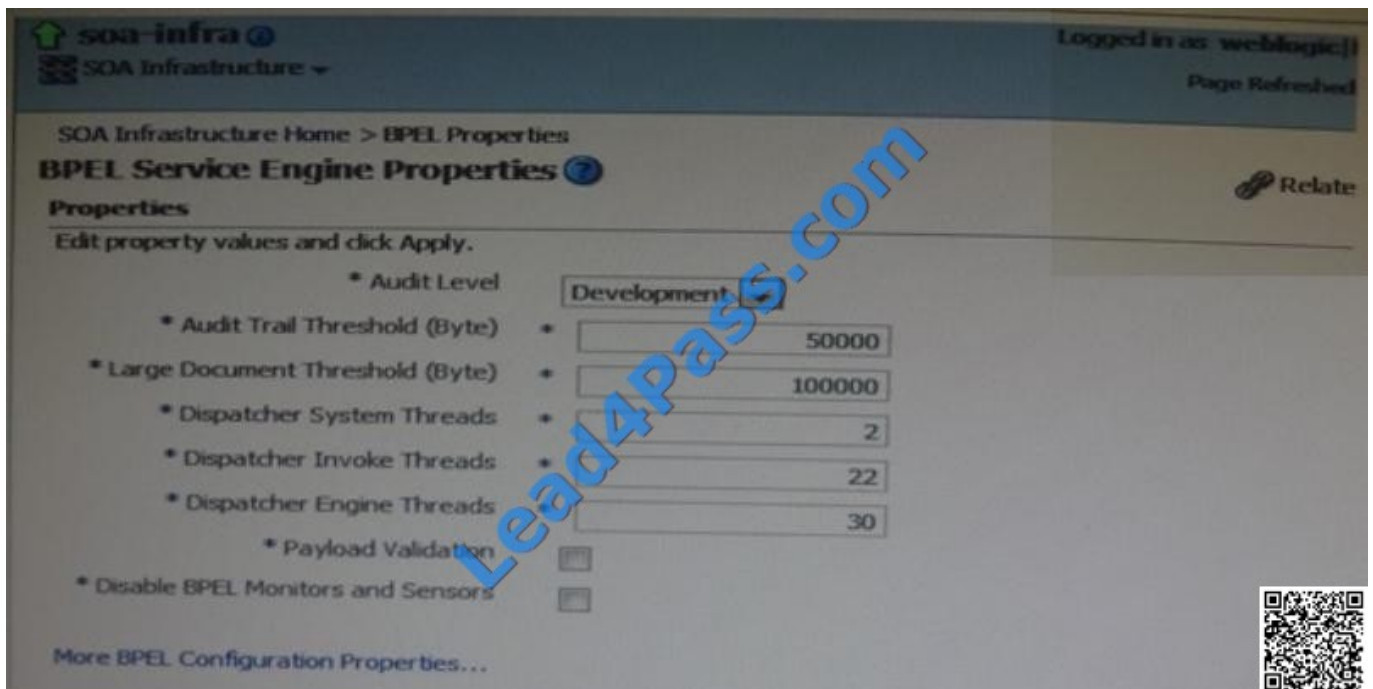 soa-infra
Logged in as weblogic
SOA Infrastructure
Page Refreshed
SOA Infrastructure Home > BPEL Properties
BPEL Service Engine Properties
Relate
Properties
Edit property values and click Apply.
* Audit Level Development
* Audit Trail Threshold (Byte) * 50000
* Large Document Threshold (Byte) * 100000
* Dispatcher System Threads * 2
* Dispatcher Invoke Threads * 22
* Dispatcher Engine Threads * 30
* Payload Validation
* Disable BPEL Monitors and Sensors
More BPEL Configuration Properties...
Lead4Pass.com